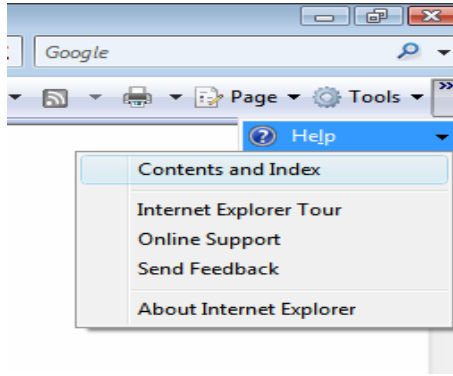 Google
Page Tools »
? Help
Contents and Index
Internet Explorer Tour
Online Support
Send Feedback
About Internet Explorer